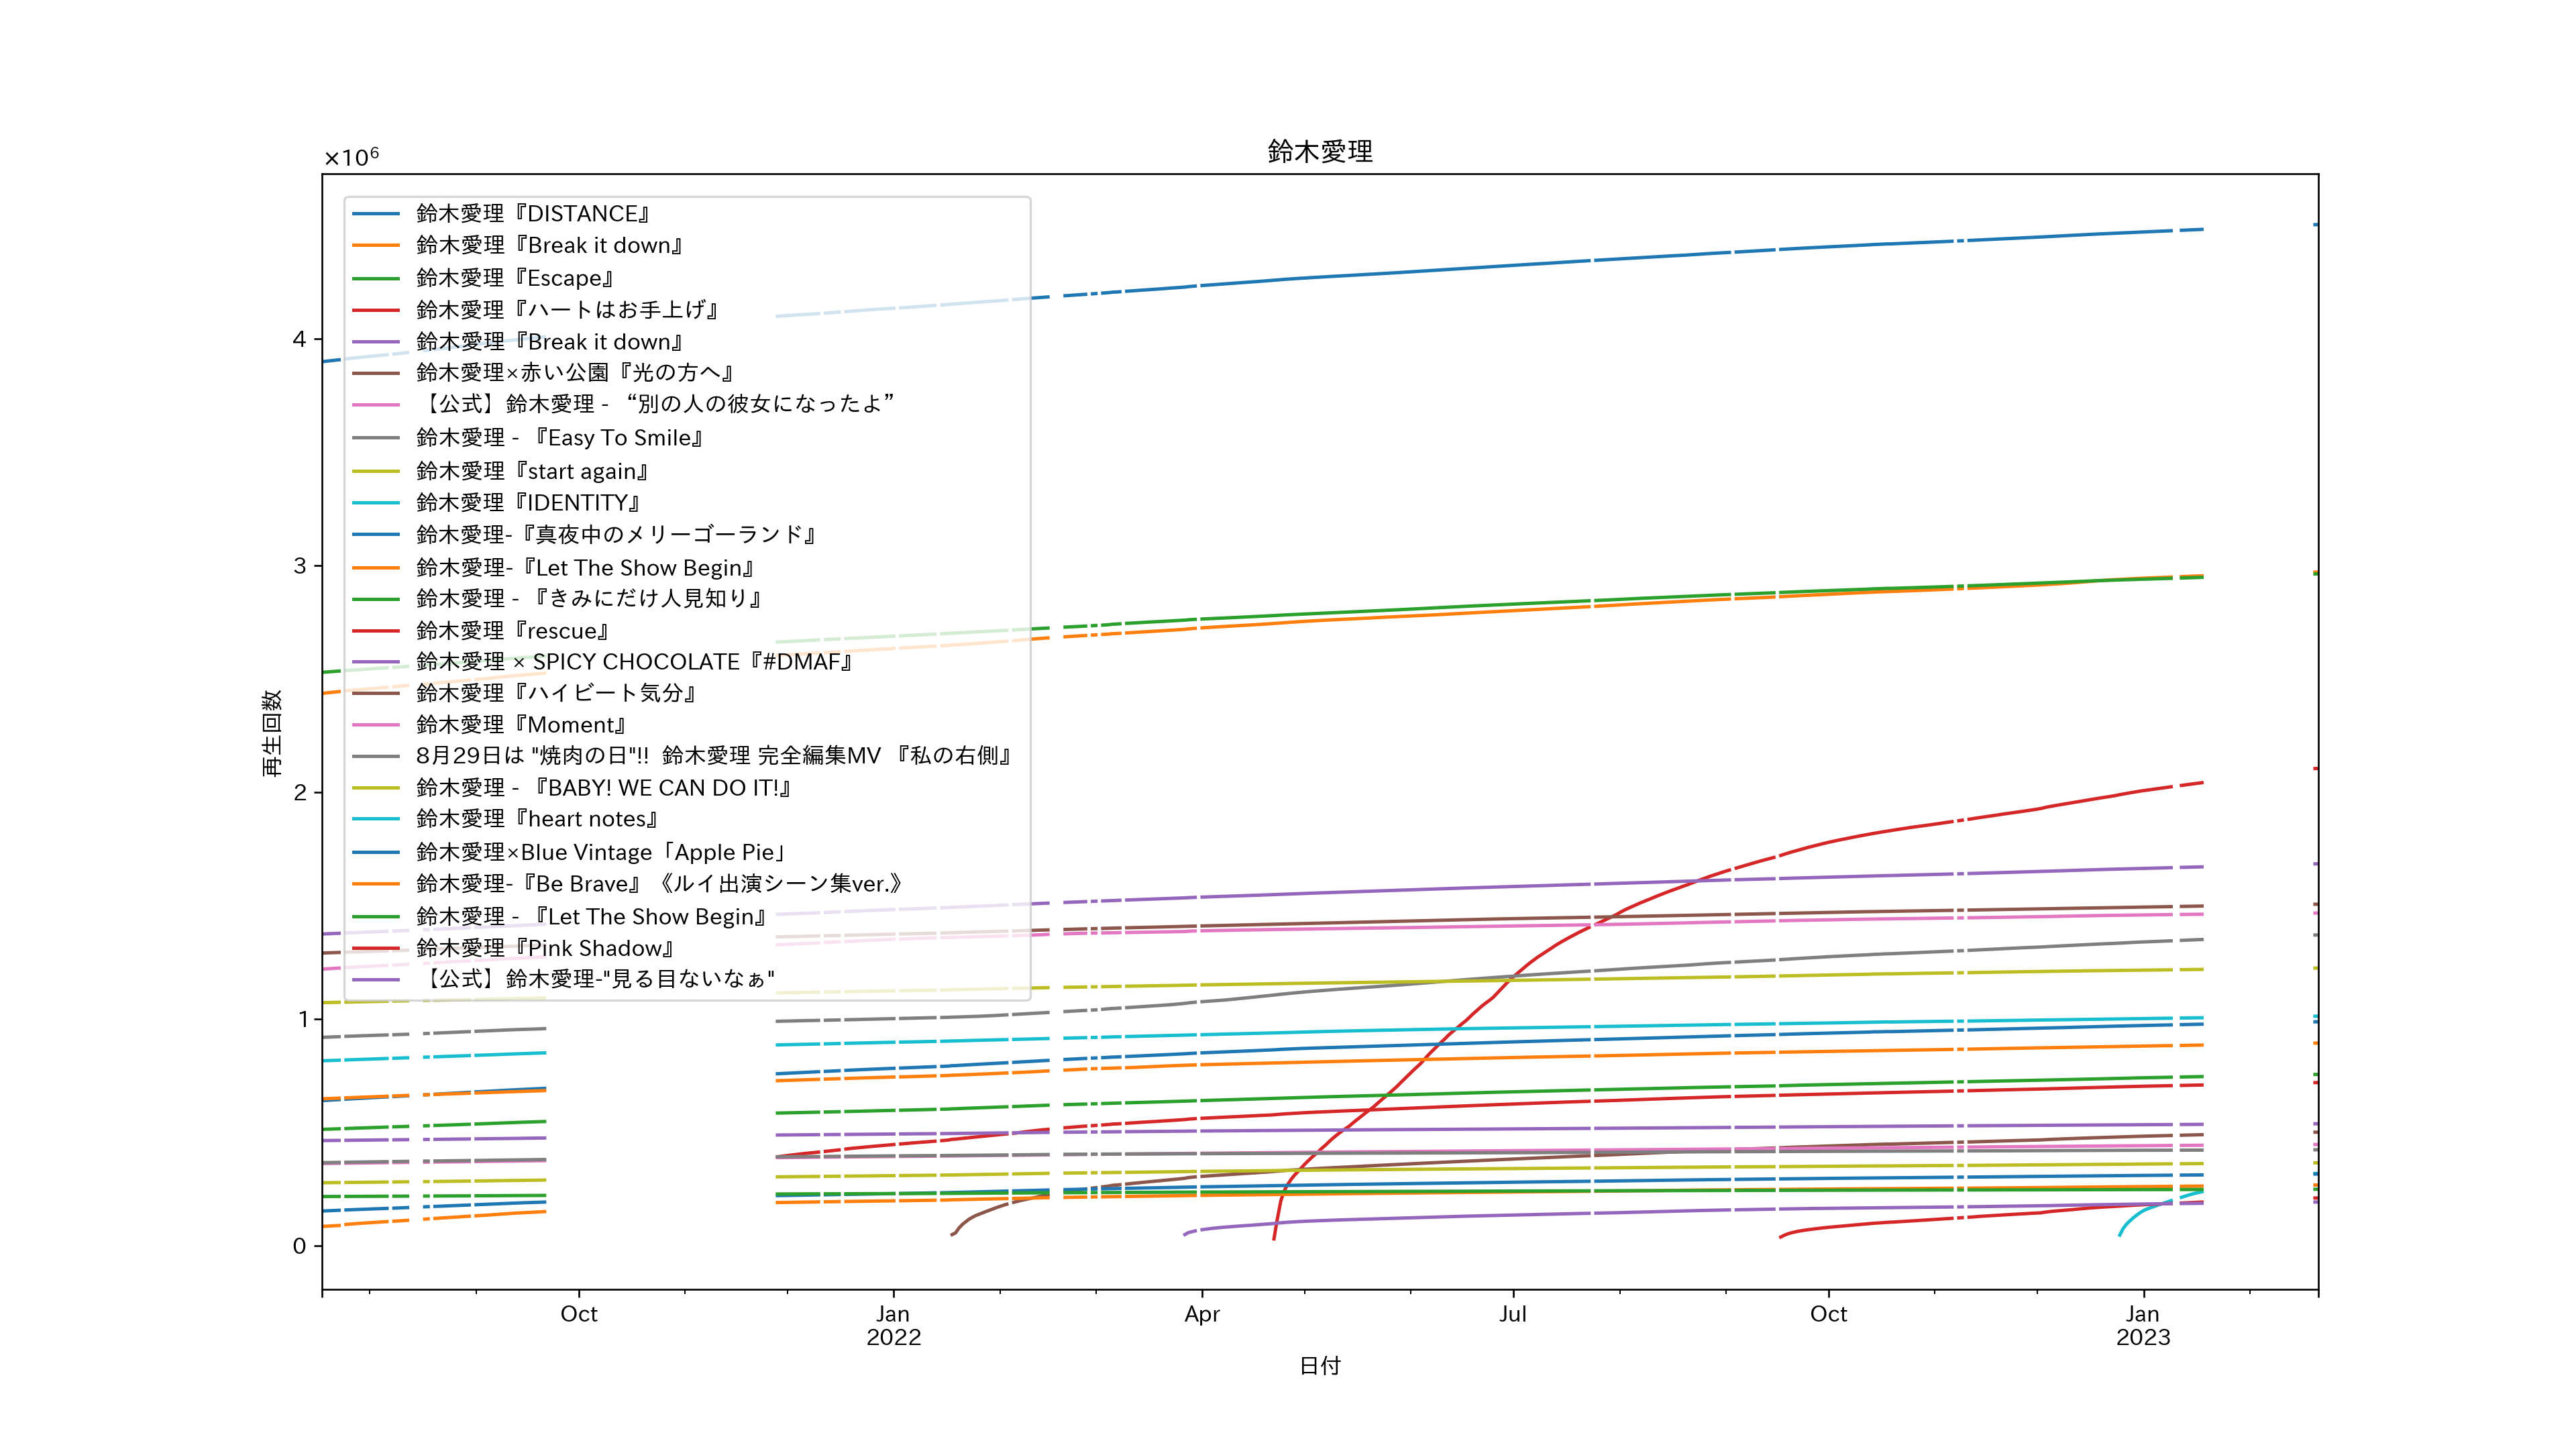 鈴木愛理
×10⁶
鈴木愛理『DISTANCE』
鈴木愛理『Break it down』
鈴木愛理『Escape』
鈴木愛理『ハートはお手上げ』
鈴木愛理『Break it down』
鈴木愛理×赤い公園『光の方へ』
【公式】鈴木愛理 - “別の人の彼女になったよ”
鈴木愛理 - 『Easy To Smile』
鈴木愛理『start again』
鈴木愛理『IDENTITY』
鈴木愛理-『真夜中のメリーゴーランド』
鈴木愛理-『Let The Show Begin』
鈴木愛理 - 『きみにだけ人見知り』
鈴木愛理『rescue』
鈴木愛理 × SPICY CHOCOLATE『#DMAF』
鈴木愛理『ハイビート気分』
鈴木愛理『Moment』
8月29日は "焼肉の日"!! 鈴木愛理 完全編集MV 『私の右側』
鈴木愛理 - 『BABY! WE CAN DO IT!』
鈴木愛理『heart notes』
鈴木愛理×Blue Vintage「Apple Pie」
鈴木愛理-『Be Brave』《ルイ出演シーン集ver.》
鈴木愛理 - 『Let The Show Begin』
鈴木愛理『Pink Shadow』
【公式】鈴木愛理-"見る目ないなぁ"
4
3
2
1
0
再生回数
Oct
Jan
2022
Apr
Jul
Oct
Jan
2023
日付